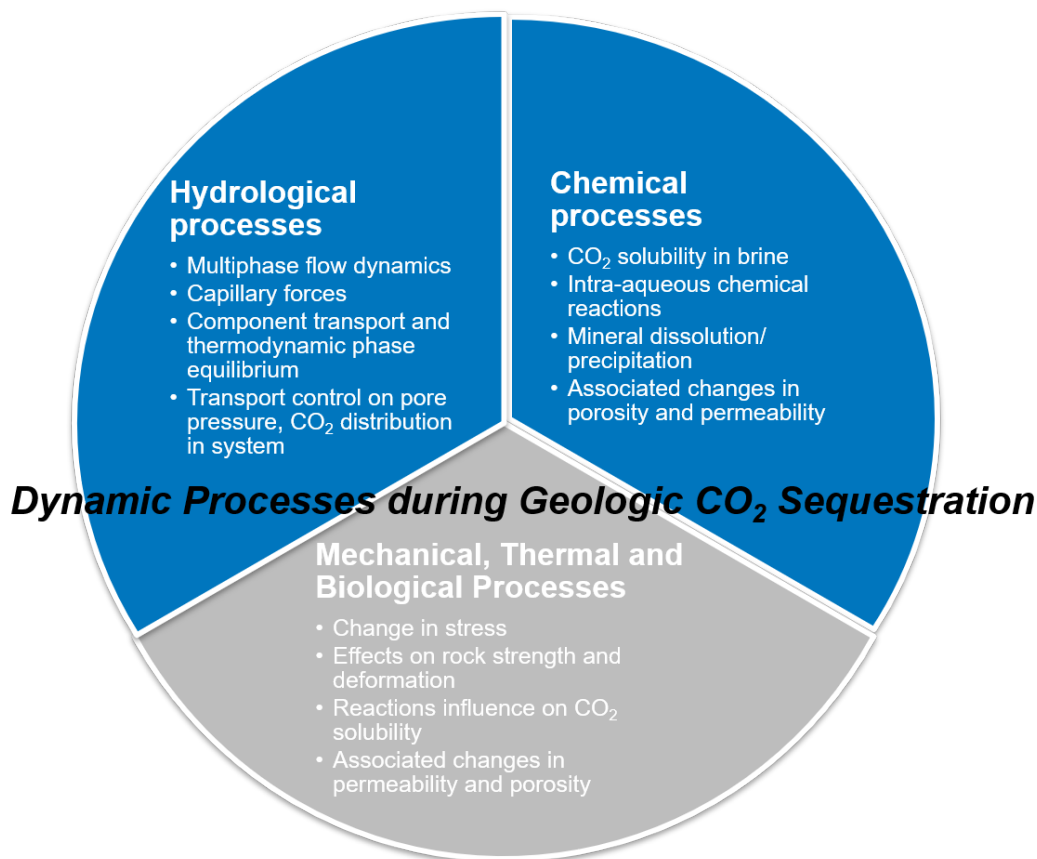 Hydrological
processes
• Multiphase flow dynamics
• Capillary forces
• Component transport and
thermodynamic phase
equilibrium
• Transport control on pore
pressure, CO₂ distribution
in system
Chemical
processes
• CO₂ solubility in brine
• Intra-aqueous chemical
reactions
• Mineral dissolution/
precipitation
• Associated changes in
porosity and permeability
Dynamic Processes during Geologic CO₂ Sequestration
Mechanical, Thermal and
Biological Processes
• Change in stress
• Effects on rock strength and
deformation
• Reactions influence on CO₂
solubility
• Associated changes in
permeability and porosity